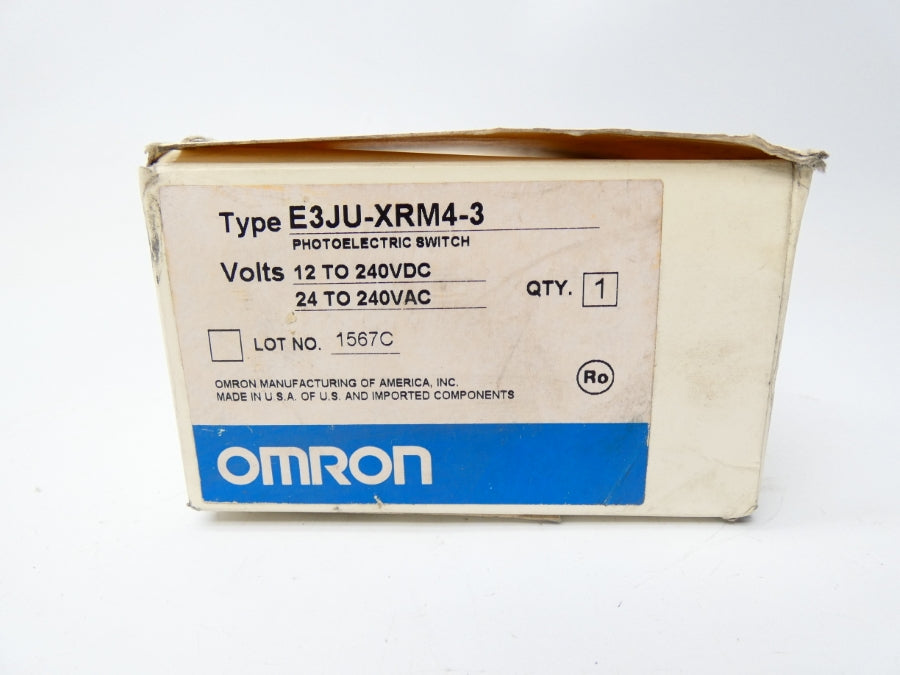 Type E3JU-XRM4-3
PHOTOELECTRIC SWITCH
Volts 12 TO 240VDC
24 TO 240VAC
QTY. 1
LOT NO. 1567C
Ro
OMRON MANUFACTURING OF AMERICA, INC.
MADE IN U.S.A. OF U.S. AND IMPORTED COMPONENTS
OMRON